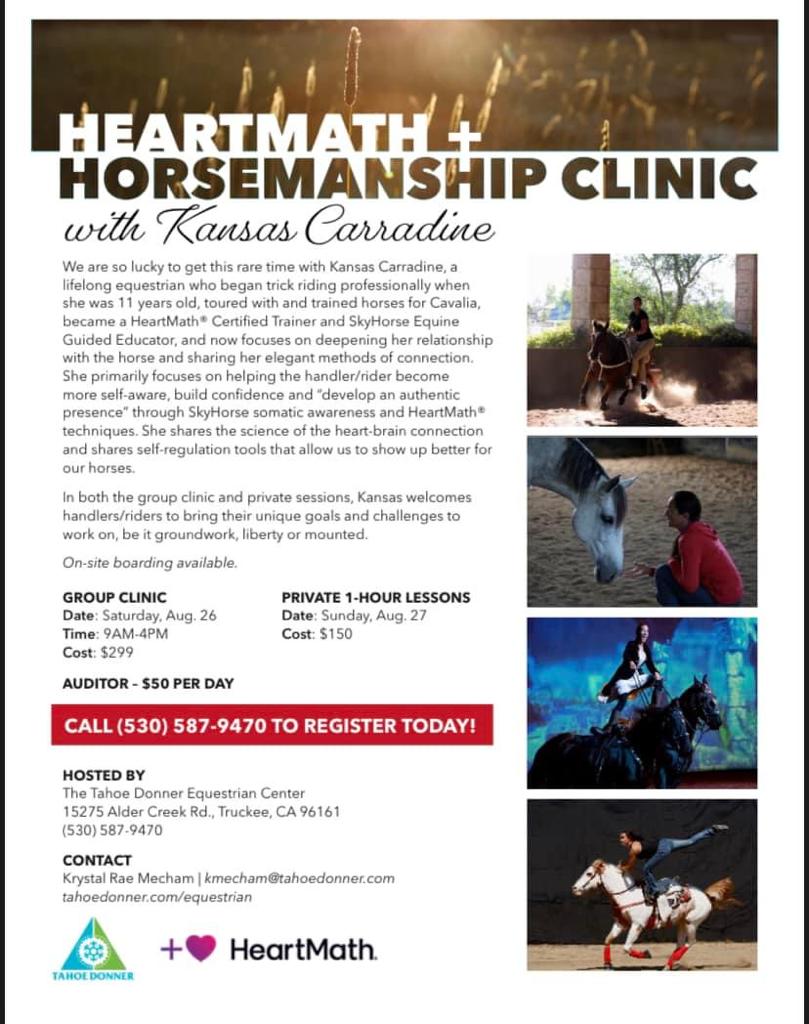 HEARTMATH +
HORSEMANSHIP CLINIC
with Kansas Carradine
We are so lucky to get this rare time with Kansas Carradine, a
lifelong equestrian who began trick riding professionally when
she was 11 years old, toured with and trained horses for Cavalia,
became a HeartMath® Certified Trainer and SkyHorse Equine
Guided Educator, and now focuses on deepening her relationship
with the horse and sharing her elegant methods of connection.
She primarily focuses on helping the handler/rider become
more self-aware, build confidence and “develop an authentic
presence” through SkyHorse somatic awareness and HeartMath®
techniques. She shares the science of the heart-brain connection
and shares self-regulation tools that allow us to show up better for
our horses.
In both the group clinic and private sessions, Kansas welcomes
handlers/riders to bring their unique goals and challenges to
work on, be it groundwork, liberty or mounted.
On-site boarding available.
GROUP CLINIC
Date: Saturday, Aug. 26
Time: 9AM-4PM
Cost: $299
PRIVATE 1-HOUR LESSONS
Date: Sunday, Aug. 27
Cost: $150
AUDITOR – $50 PER DAY
CALL (530) 587-9470 TO REGISTER TODAY!
HOSTED BY
The Tahoe Donner Equestrian Center
15275 Alder Creek Rd., Truckee, CA 96161
(530) 587-9470
CONTACT
Krystal Rae Mecham | kmecham@tahoedonner.com
tahoedonner.com/equestrian
TAHOE DONNER
HeartMath.